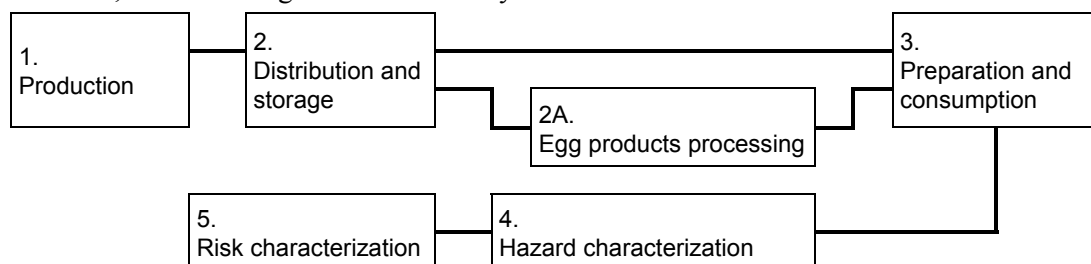 1.
Production
2.
Distribution and
storage
3.
Preparation and
consumption
2A.
Egg products processing
5.
Risk characterization
4.
Hazard characterization